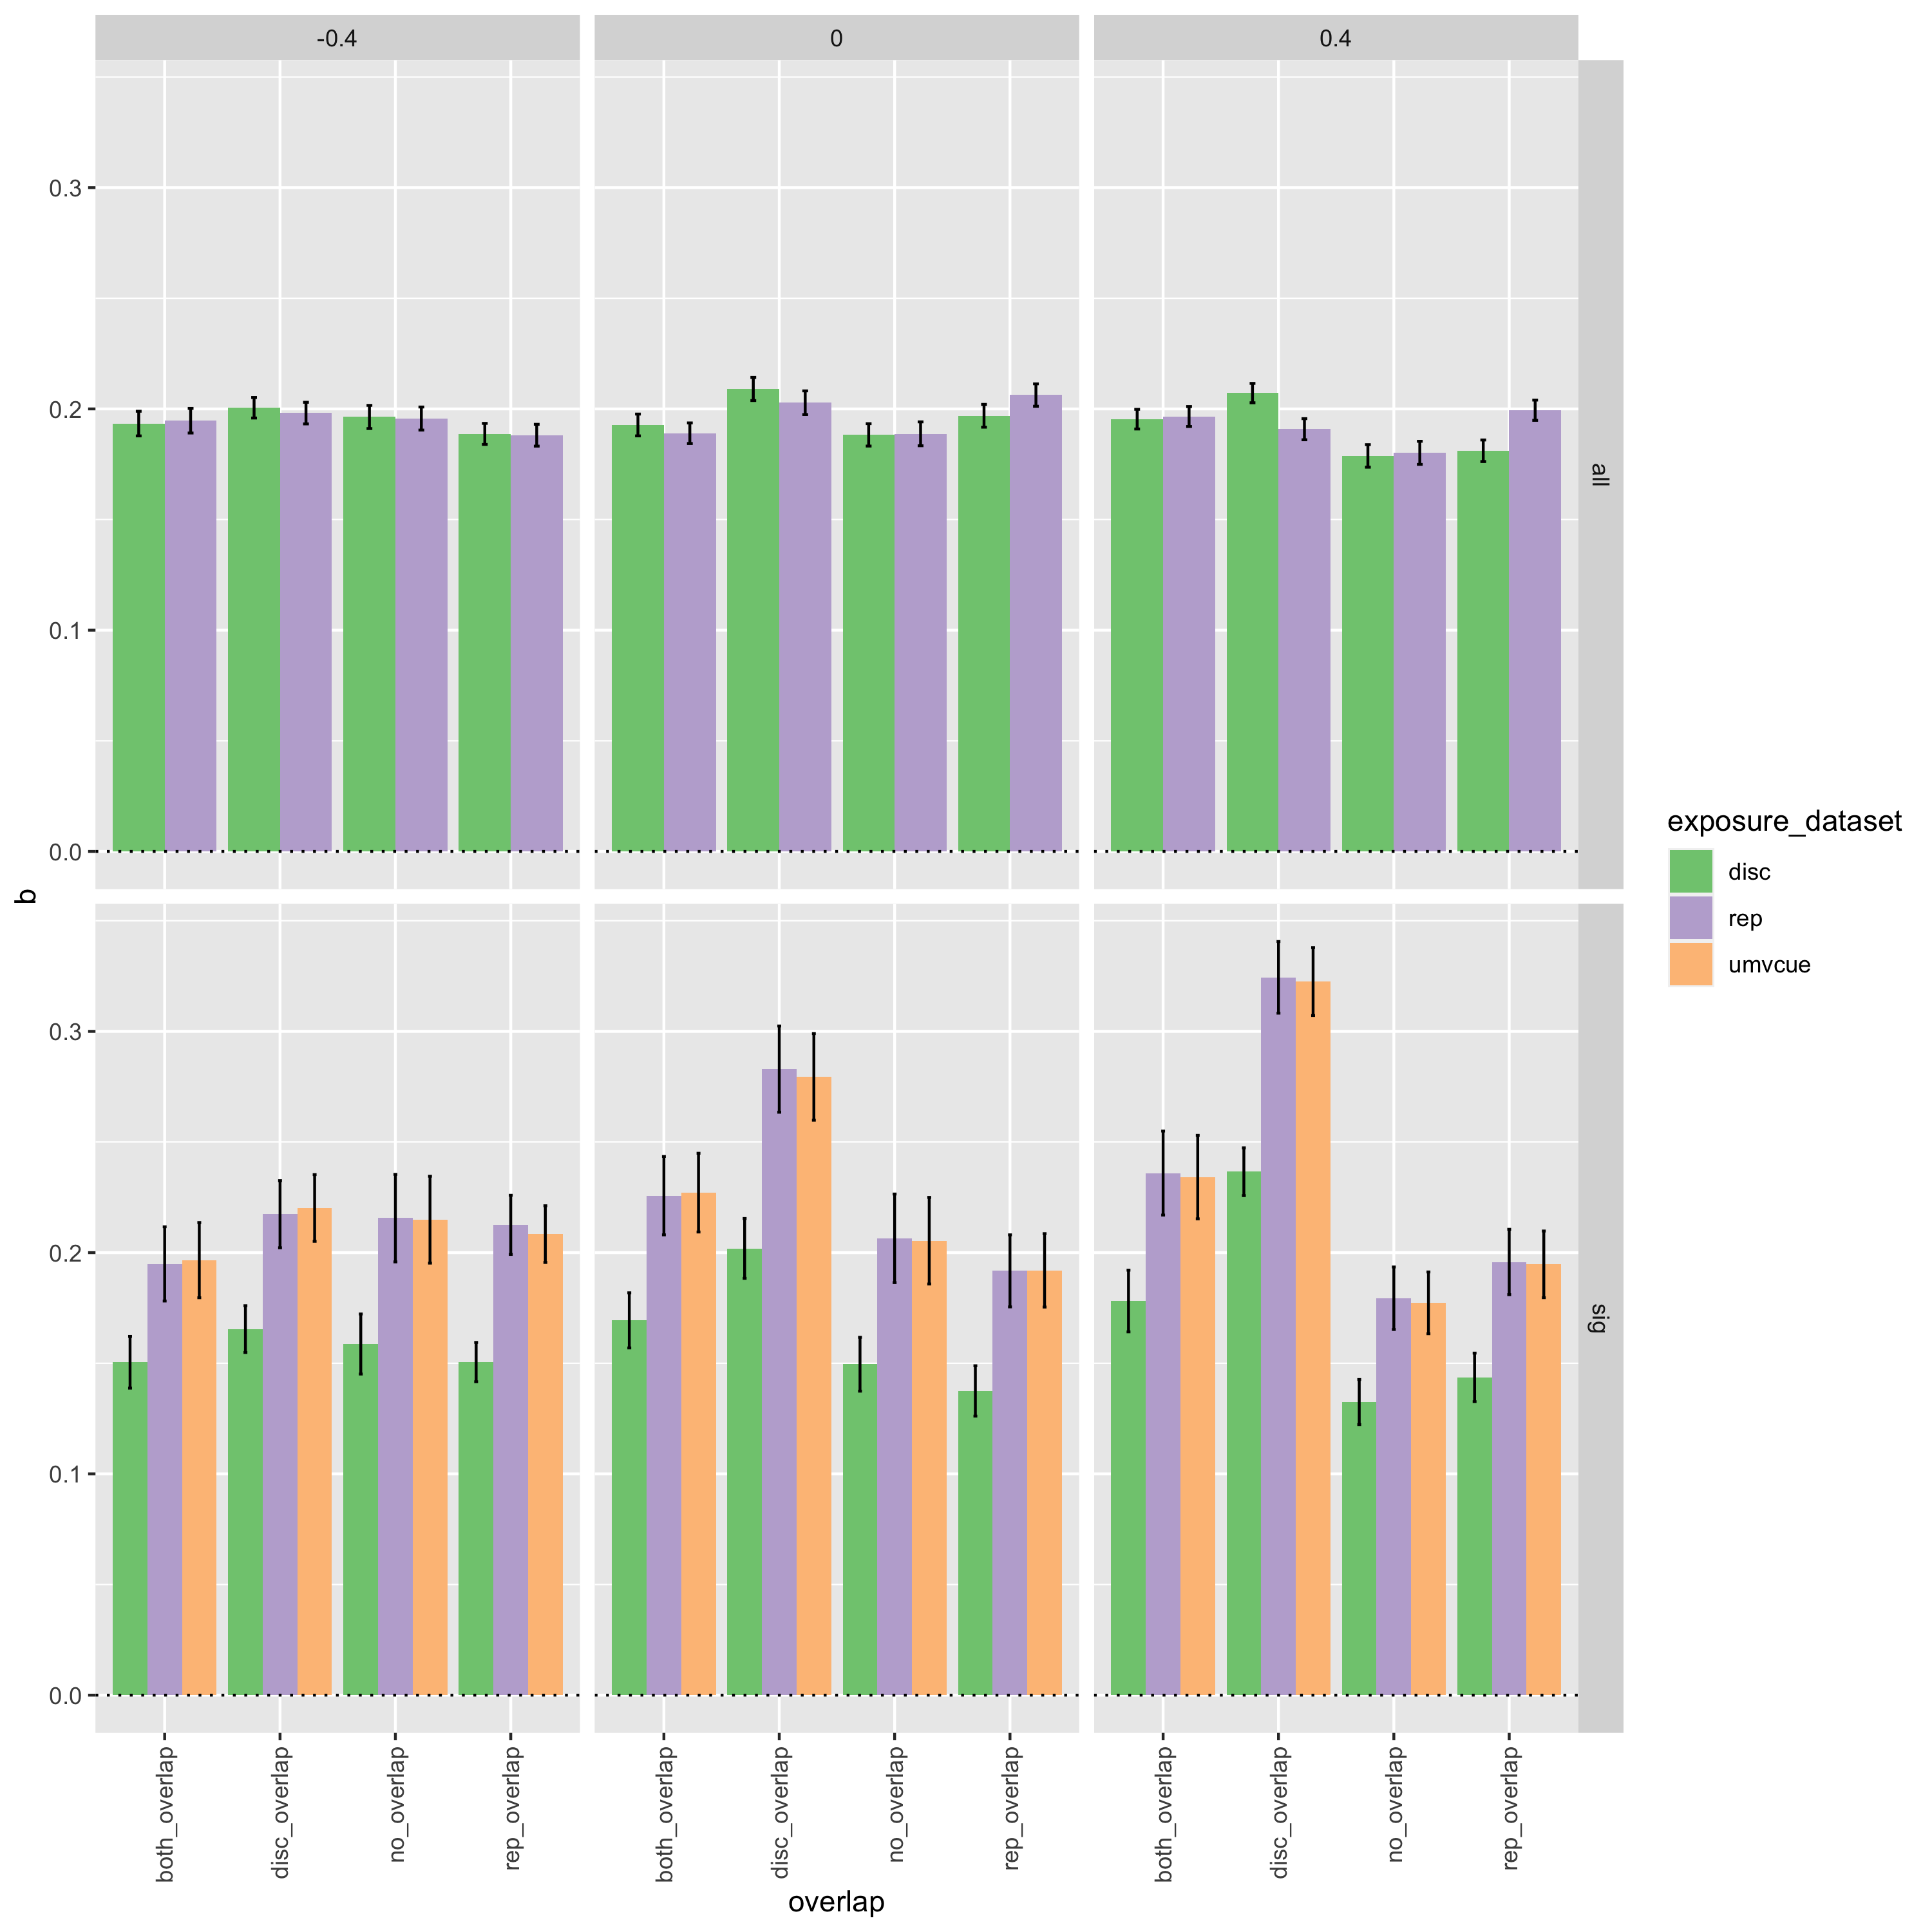 -0.4
0
0.4
0.3
0.2
0.1
0.0
all
b
0.3
0.2
0.1
0.0
sig
both_overlap
disc_overlap
no_overlap
rep_overlap
both_overlap
disc_overlap
no_overlap
rep_overlap
both_overlap
disc_overlap
no_overlap
rep_overlap
overlap
exposure_dataset
disc
rep
umvcue